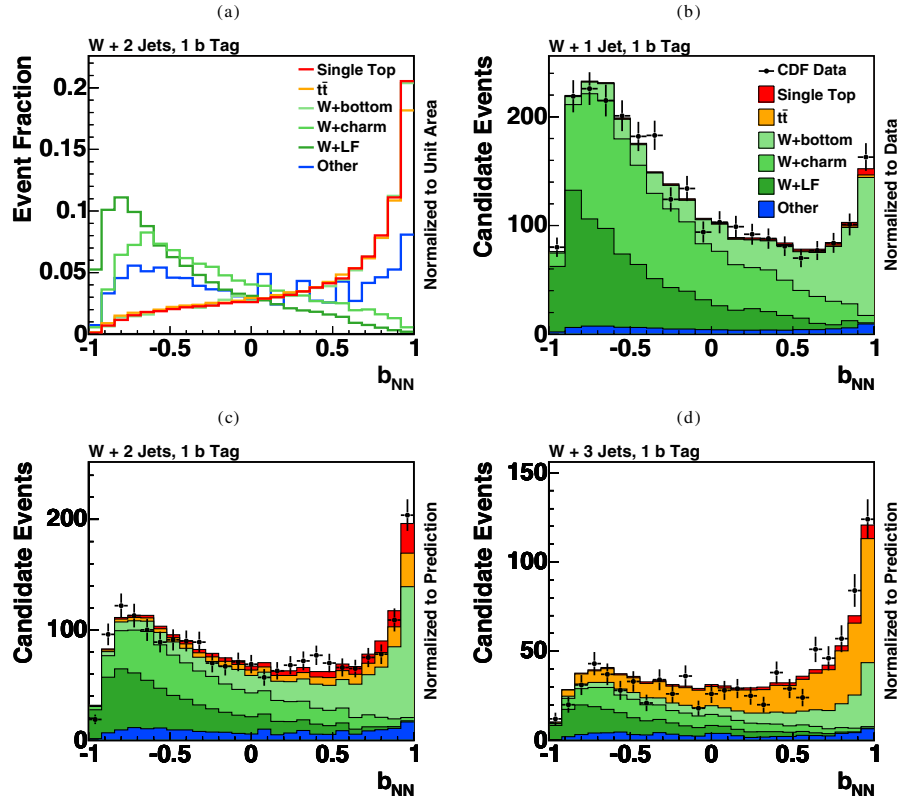 (a)
W + 2 Jets, 1 b Tag
Event Fraction
0.2
0.15
0.1
0.05
0
-1 -0.5 0 0.5 1
b_NN
Single Top
tt̄
W+bottom
W+charm
W+LF
Other
Normalized to Unit Area
(b)
W + 1 Jet, 1 b Tag
Candidate Events
200
100
0
-1 -0.5 0 0.5 1
b_NN
CDF Data
Single Top
tt̄
W+bottom
W+charm
W+LF
Other
Normalized to Data
(c)
W + 2 Jets, 1 b Tag
Candidate Events
200
100
0
-1 -0.5 0 0.5 1
b_NN
Normalized to Prediction
(d)
W + 3 Jets, 1 b Tag
Candidate Events
150
100
50
0
-1 -0.5 0 0.5 1
b_NN
Normalized to Prediction